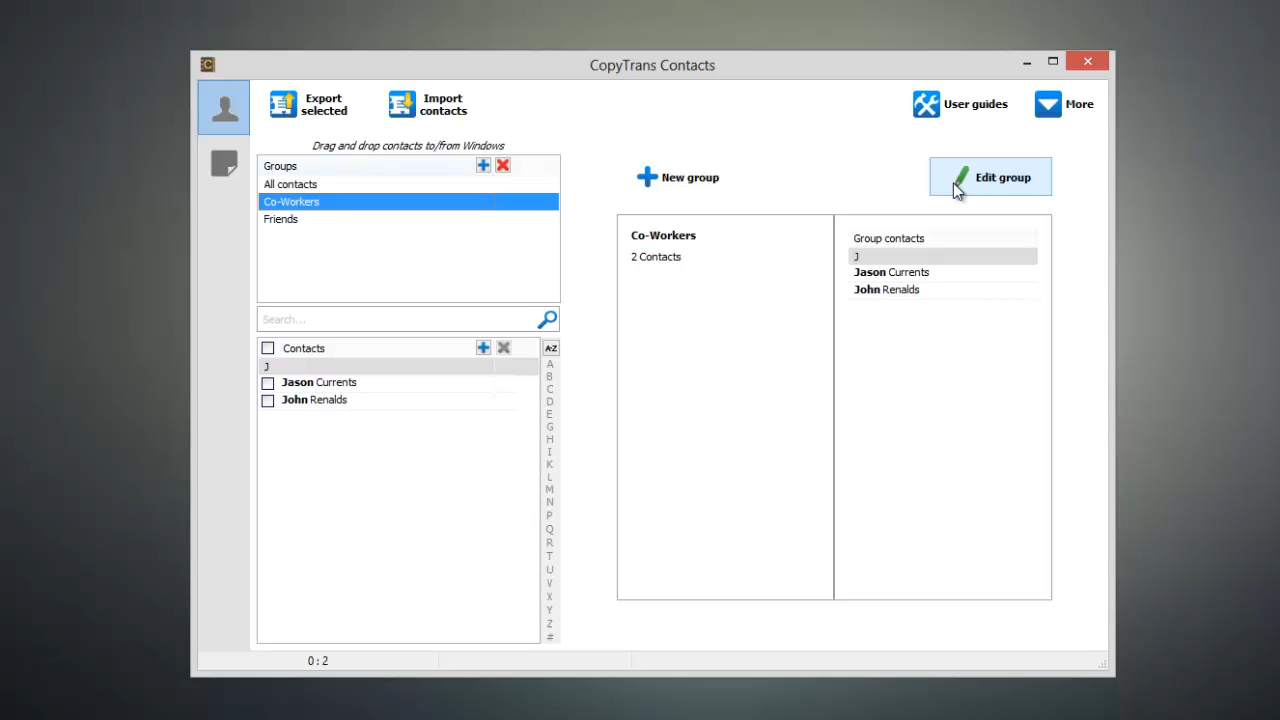 CopyTrans Contacts
Export selected
Import contacts
User guides
More
Drag and drop contacts to/from Windows
Groups
All contacts
Co-Workers
Friends
Search...
Contacts
J
Jason Currents
John Renalds
A-Z
A
B
C
D
E
F
G
H
I
K
L
M
N
P
Q
R
T
U
V
X
Y
Z
#
New group
Edit group
Co-Workers
2 Contacts
Group contacts
J
Jason Currents
John Renalds
0 : 2